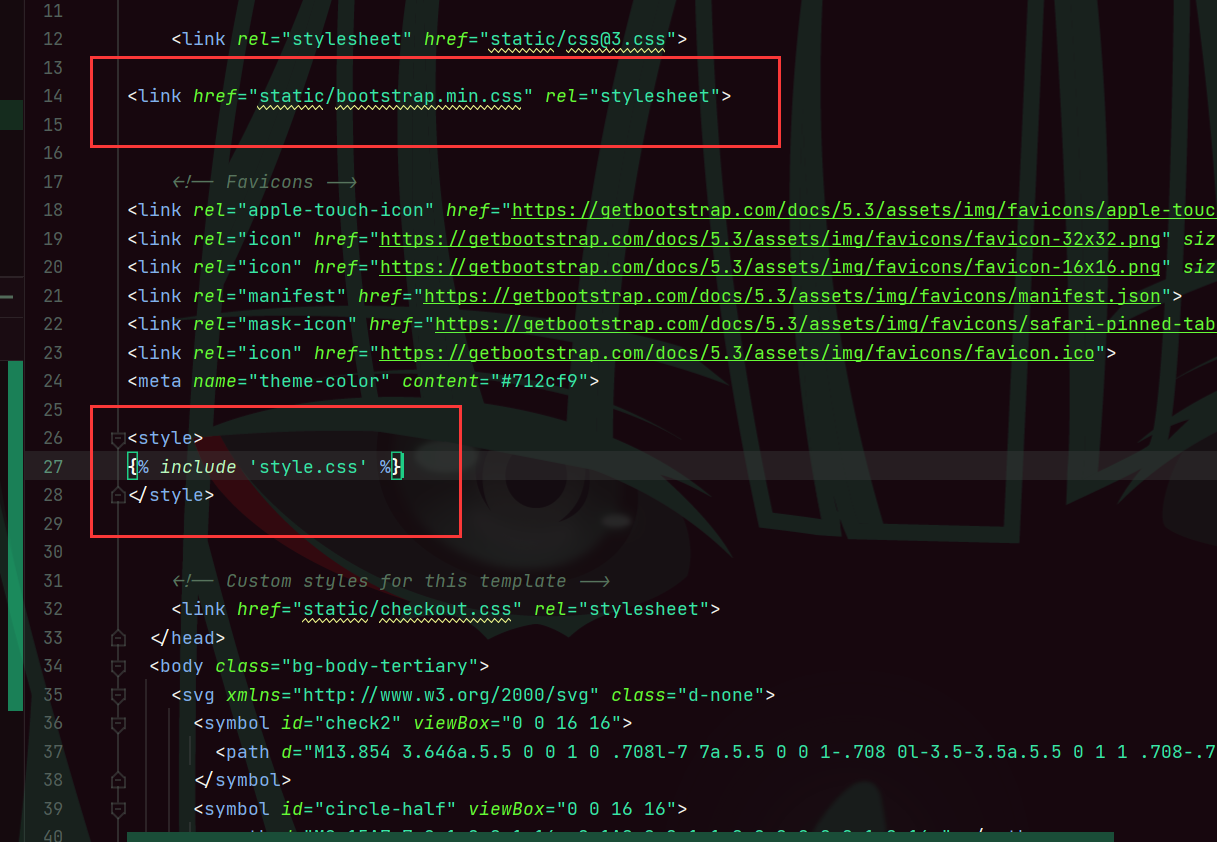 11
12 <link rel="stylesheet" href="static/css@3.css">
13
14 <link href="static/bootstrap.min.css" rel="stylesheet">
15
16
17 <!-- Favicons -->
18 <link rel="apple-touch-icon" href="https://getbootstrap.com/docs/5.3/assets/img/favicons/apple-touc
19 <link rel="icon" href="https://getbootstrap.com/docs/5.3/assets/img/favicons/favicon-32x32.png" siz
20 <link rel="icon" href="https://getbootstrap.com/docs/5.3/assets/img/favicons/favicon-16x16.png" siz
21 <link rel="manifest" href="https://getbootstrap.com/docs/5.3/assets/img/favicons/manifest.json">
22 <link rel="mask-icon" href="https://getbootstrap.com/docs/5.3/assets/img/favicons/safari-pinned-tab
23 <link rel="icon" href="https://getbootstrap.com/docs/5.3/assets/img/favicons/favicon.ico">
24 <meta name="theme-color" content="#712cf9">
25
26 <style>
27 {% include 'style.css' %}
28 </style>
29
30
31 <!-- Custom styles for this template -->
32 <link href="static/checkout.css" rel="stylesheet">
33 </head>
34 <body class="bg-body-tertiary">
35 <svg xmlns="http://www.w3.org/2000/svg" class="d-none">
36 <symbol id="check2" viewBox="0 0 16 16">
37 <path d="M13.854 3.646a.5.5 0 0 1 0 .708l-7 7a.5.5 0 0 1-.708 0l-3.5-3.5a.5.5 0 1 1 .708-.7
38 </symbol>
39 <symbol id="circle-half" viewBox="0 0 16 16">
40